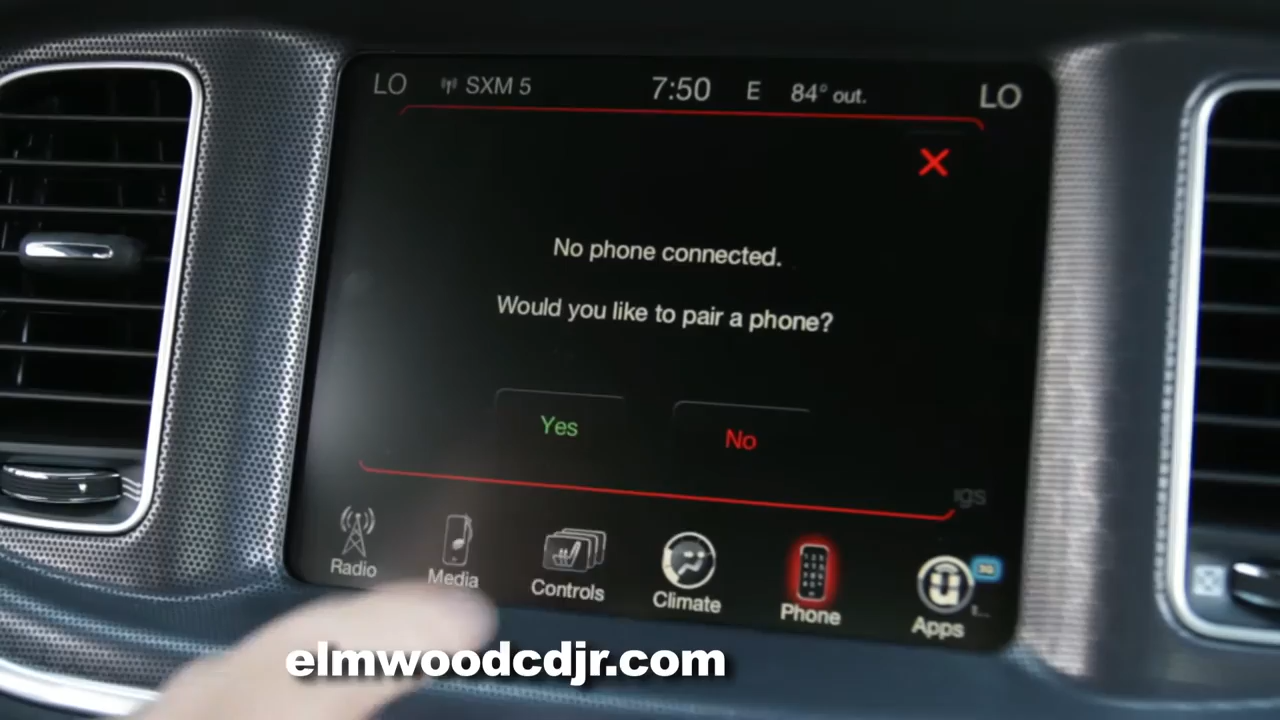 LO SXM 5 7:50 E 84° out. LO
No phone connected.
Would you like to pair a phone?
Yes No
Radio Media Controls Climate Phone Apps
3G
elmwoodcdjr.com